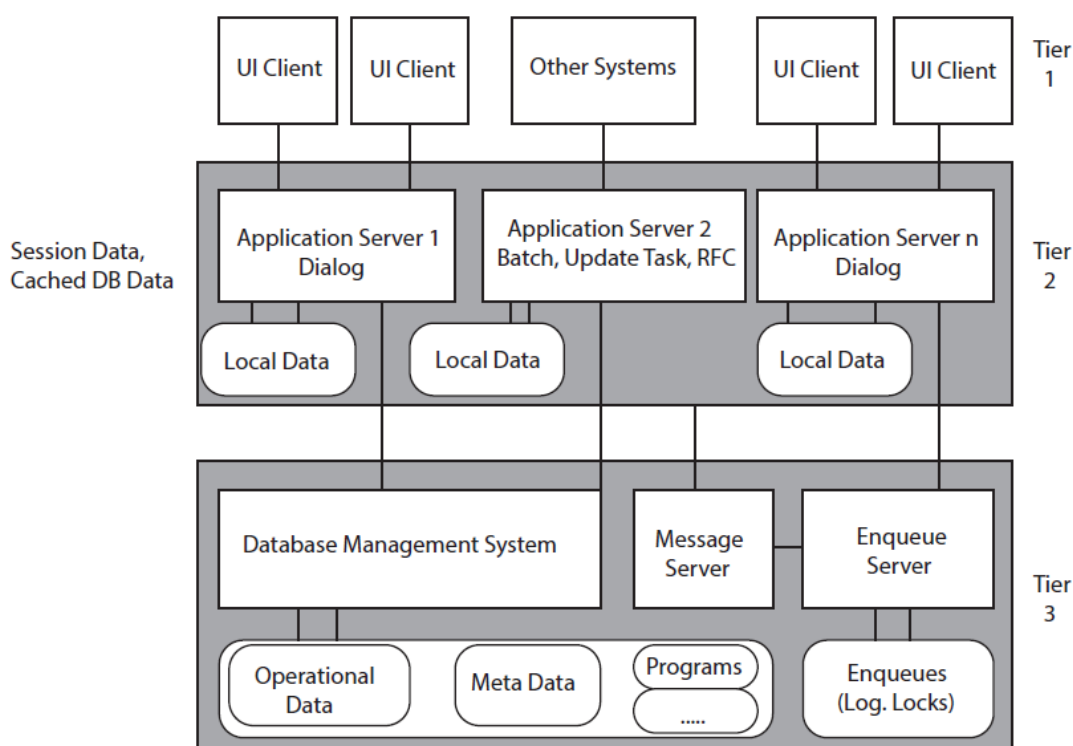 UI Client
UI Client
Other Systems
UI Client
UI Client
Tier
1
Session Data,
Cached DB Data
Application Server 1
Dialog
Application Server 2
Batch, Update Task, RFC
Application Server n
Dialog
Tier
2
Local Data
Local Data
Local Data
Database Management System
Message
Server
Enqueue
Server
Tier
3
Operational
Data
Meta Data
Programs
.....
Enqueues
(Log. Locks)